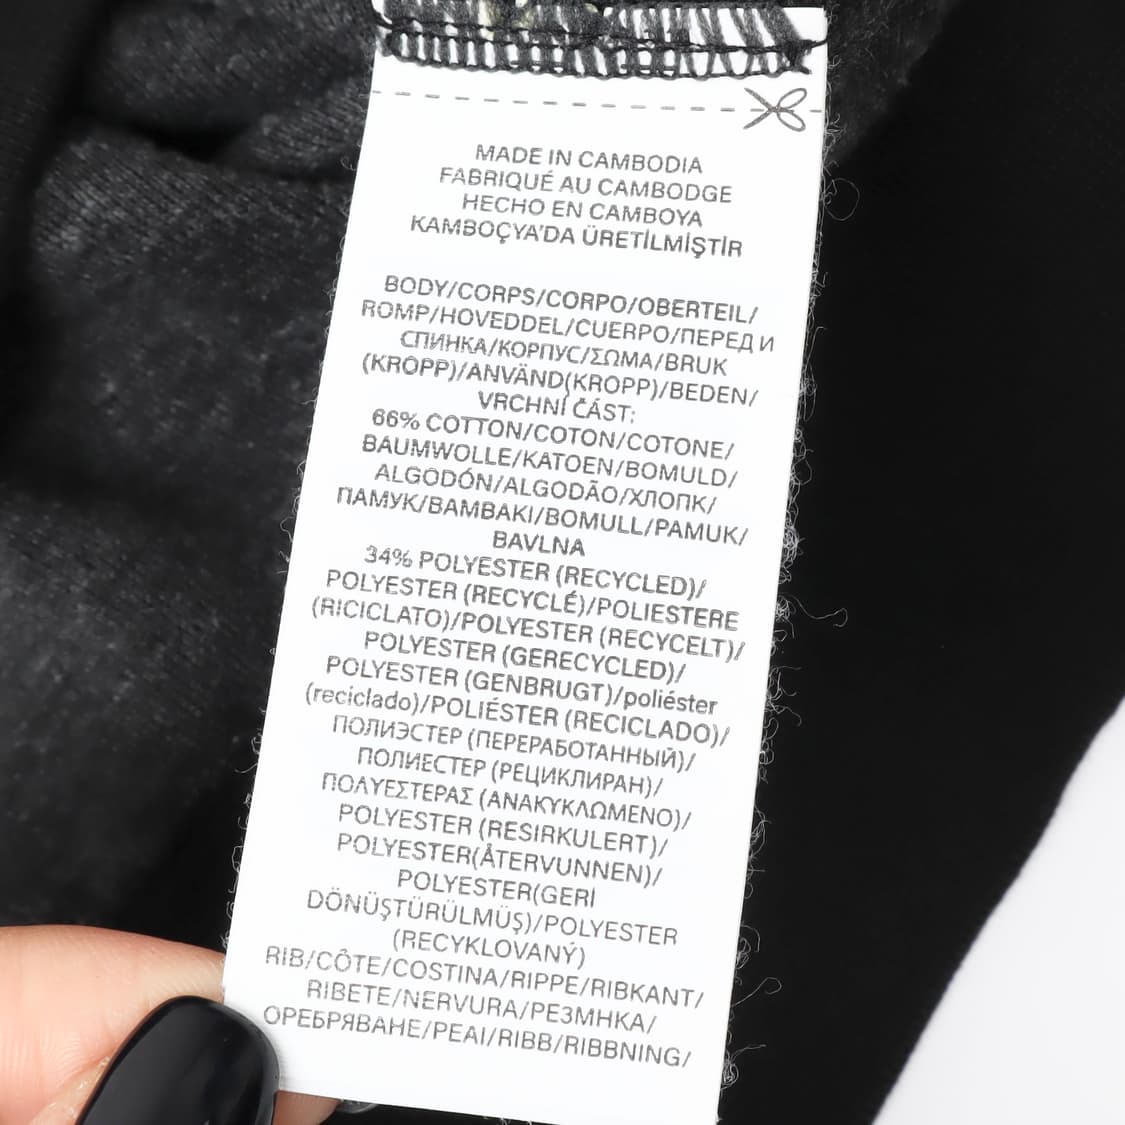 MADE IN CAMBODIA
FABRIQUÉ AU CAMBODGE
HECHO EN CAMBOYA
KAMBOÇYA'DA ÜRETİLMİŞTİR
BODY/CORPS/CORPO/OBERTEIL/
ROMP/HOVEDDEL/CUERPO/ПЕРЕД И
СПИНКА/КОРПУС/ΣΩΜΑ/BRUK
(KROPP)/ANVÄND(KROPP)/BEDEN/
VRCHNÍ ČÁST:
66% COTTON/COTON/COTONE/
BAUMWOLLE/KATOEN/BOMULD/
ALGODÓN/ALGODÃO/ХЛОПК/
ПАМУК/BAMBAKI/BOMULL/PAMUK/
BAVLNA
34% POLYESTER (RECYCLED)/
POLYESTER (RECYCLÉ)/POLIESTERE
(RICICLATO)/POLYESTER (RECYCELT)/
POLYESTER (GERECYCLED)/
POLYESTER (GENBRUGT)/poliéster
(reciclado)/POLIÉSTER (RECICLADO)/
ПОЛИЭСТЕР (ПЕРЕРАБОТАННЫЙ)/
ПОЛИЕСТЕР (РЕЦИКЛИРАН)/
ΠΟΛΥΕΣΤΕΡΑΣ (ΑΝΑΚΥΚΛΩΜΕΝΟ)/
POLYESTER (RESIRKULERT)/
POLYESTER(ÅTERVUNNEN)/
POLYESTER(GERİ
DÖNÜŞTÜRÜLMÜŞ)/POLYESTER
(RECYKLOVANÝ)
RIB/CÔTE/COSTINA/RIPPE/RIBKANT/
RIBETE/NERVURA/РЕЗМНКА/
ОРЕБРЯВАНЕ/PEAI/RIBB/RIBBNING/